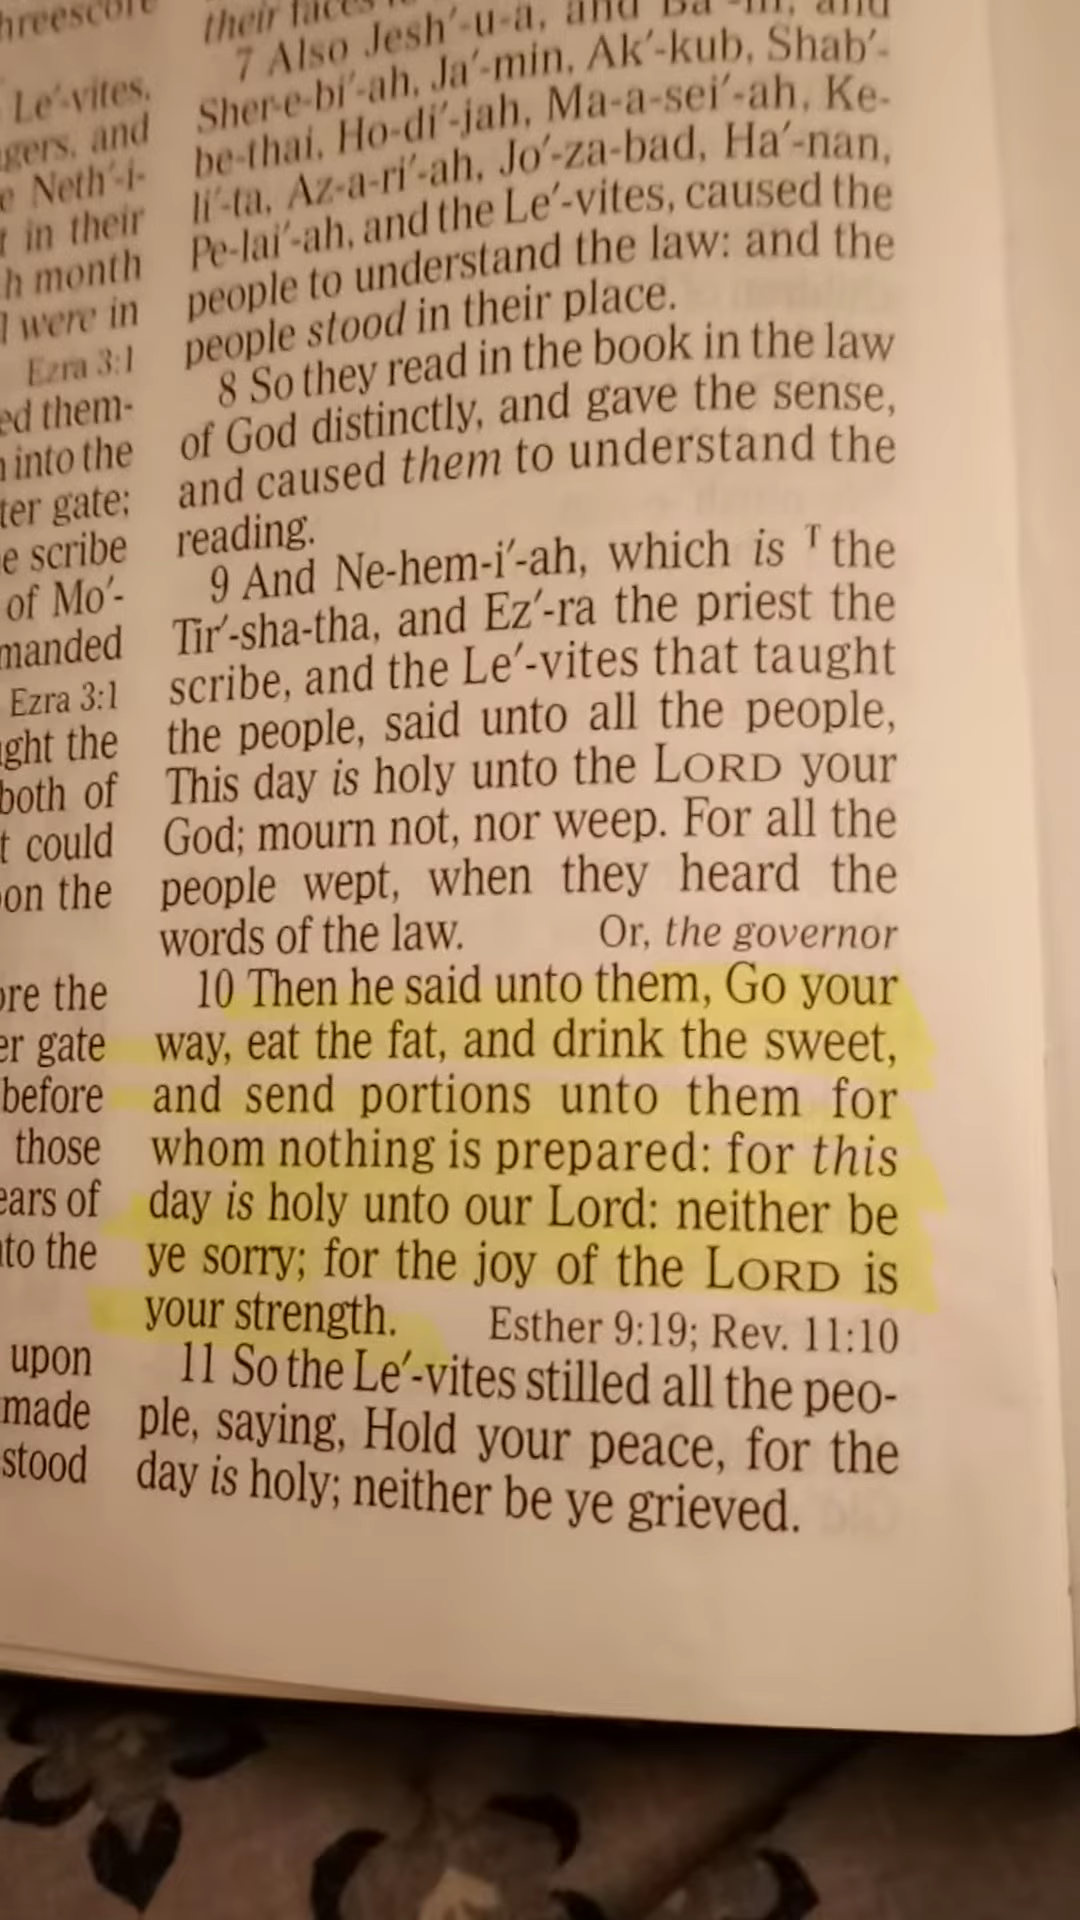 hreescore
Le′-vites,
gers, and
e Neth′-i-
t in their
h month
l were in
Ezra 3:1
ed them-
into the
ter gate;
e scribe
of Mo′-
manded
Ezra 3:1
ght the
both of
t could
on the
ore the
er gate
before
those
ears of
to the
upon
made
stood
their faces
7 Also Jesh′-u-a, and Ba′-ni, and
Sher-e-bi′-ah, Ja′-min, Ak′-kub, Shab′-
be-thai, Ho-di′-jah, Ma-a-sei′-ah, Ke-
li′-ta, Az-a-ri′-ah, Jo′-za-bad, Ha′-nan,
Pe-lai′-ah, and the Le′-vites, caused the
people to understand the law: and the
people stood in their place.
8 So they read in the book in the law
of God distinctly, and gave the sense,
and caused them to understand the
reading.
9 And Ne-hem-i′-ah, which is T the
Tir′-sha-tha, and Ez′-ra the priest the
scribe, and the Le′-vites that taught
the people, said unto all the people,
This day is holy unto the LORD your
God; mourn not, nor weep. For all the
people wept, when they heard the
words of the law. Or, the governor
10 Then he said unto them, Go your
way, eat the fat, and drink the sweet,
and send portions unto them for
whom nothing is prepared: for this
day is holy unto our Lord: neither be
ye sorry; for the joy of the LORD is
your strength. Esther 9:19; Rev. 11:10
11 So the Le′-vites stilled all the peo-
ple, saying, Hold your peace, for the
day is holy; neither be ye grieved.